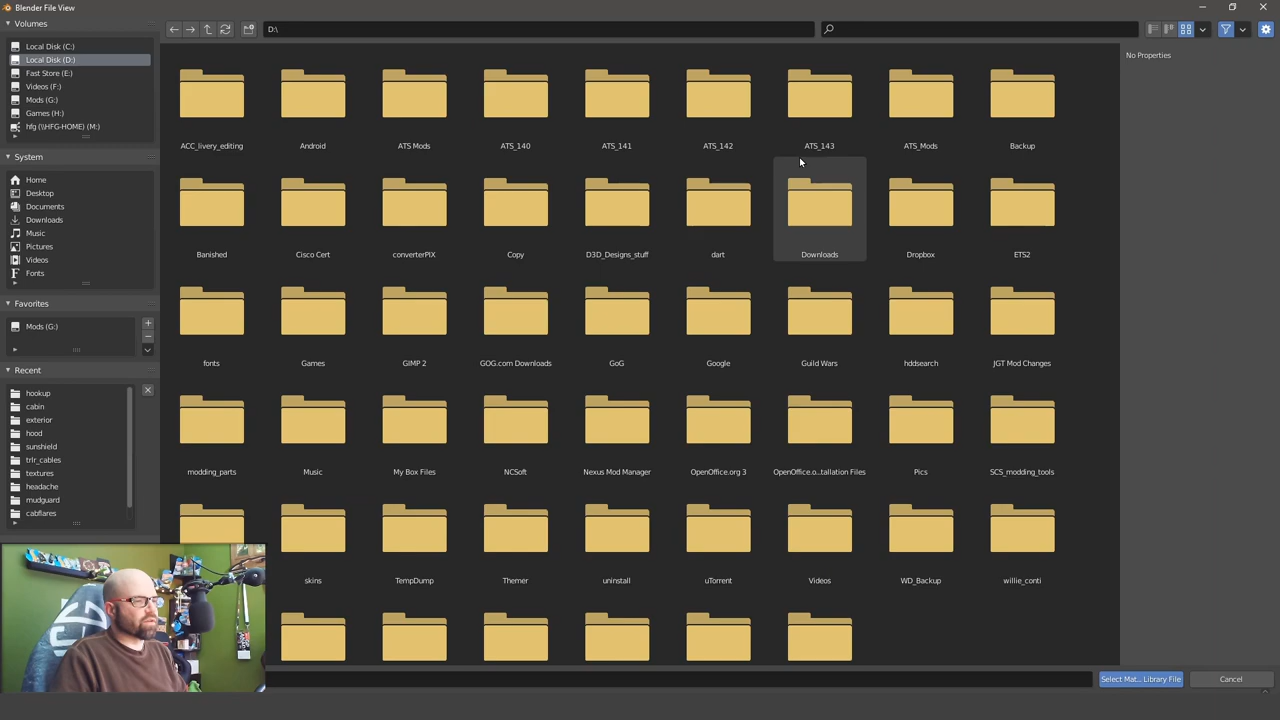 Blender File View
Volumes
Local Disk (C:)
Local Disk (D:)
Fast Store (E:)
Videos (F:)
Mods (G:)
Games (H:)
hfg (\\HFG-HOME) (M:)
System
Home
Desktop
Documents
Downloads
Music
Pictures
Videos
Fonts
Favorites
Mods (G:)
Recent
hookup
cabin
exterior
hood
sunshield
trlr_cables
textures
headache
mudguard
cabflares
D:\
No Properties
ACC_livery_editing Android ATS Mods ATS_140 ATS_141 ATS_142 ATS_143 ATS_Mods Backup
Banished Cisco Cert converterPIX Copy D3D_Designs_stuff dart Downloads Dropbox ETS2
fonts Games GIMP 2 GOG.com Downloads GoG Google Guild Wars hddsearch JGT Mod Changes
modding_parts Music My Box Files NCSoft Nexus Mod Manager OpenOffice.org 3 OpenOffice.o...tallation Files Pics SCS_modding_tools
skins TempDump Themer uninstall uTorrent Videos WD_Backup willie_conti
Select Mat... Library File Cancel